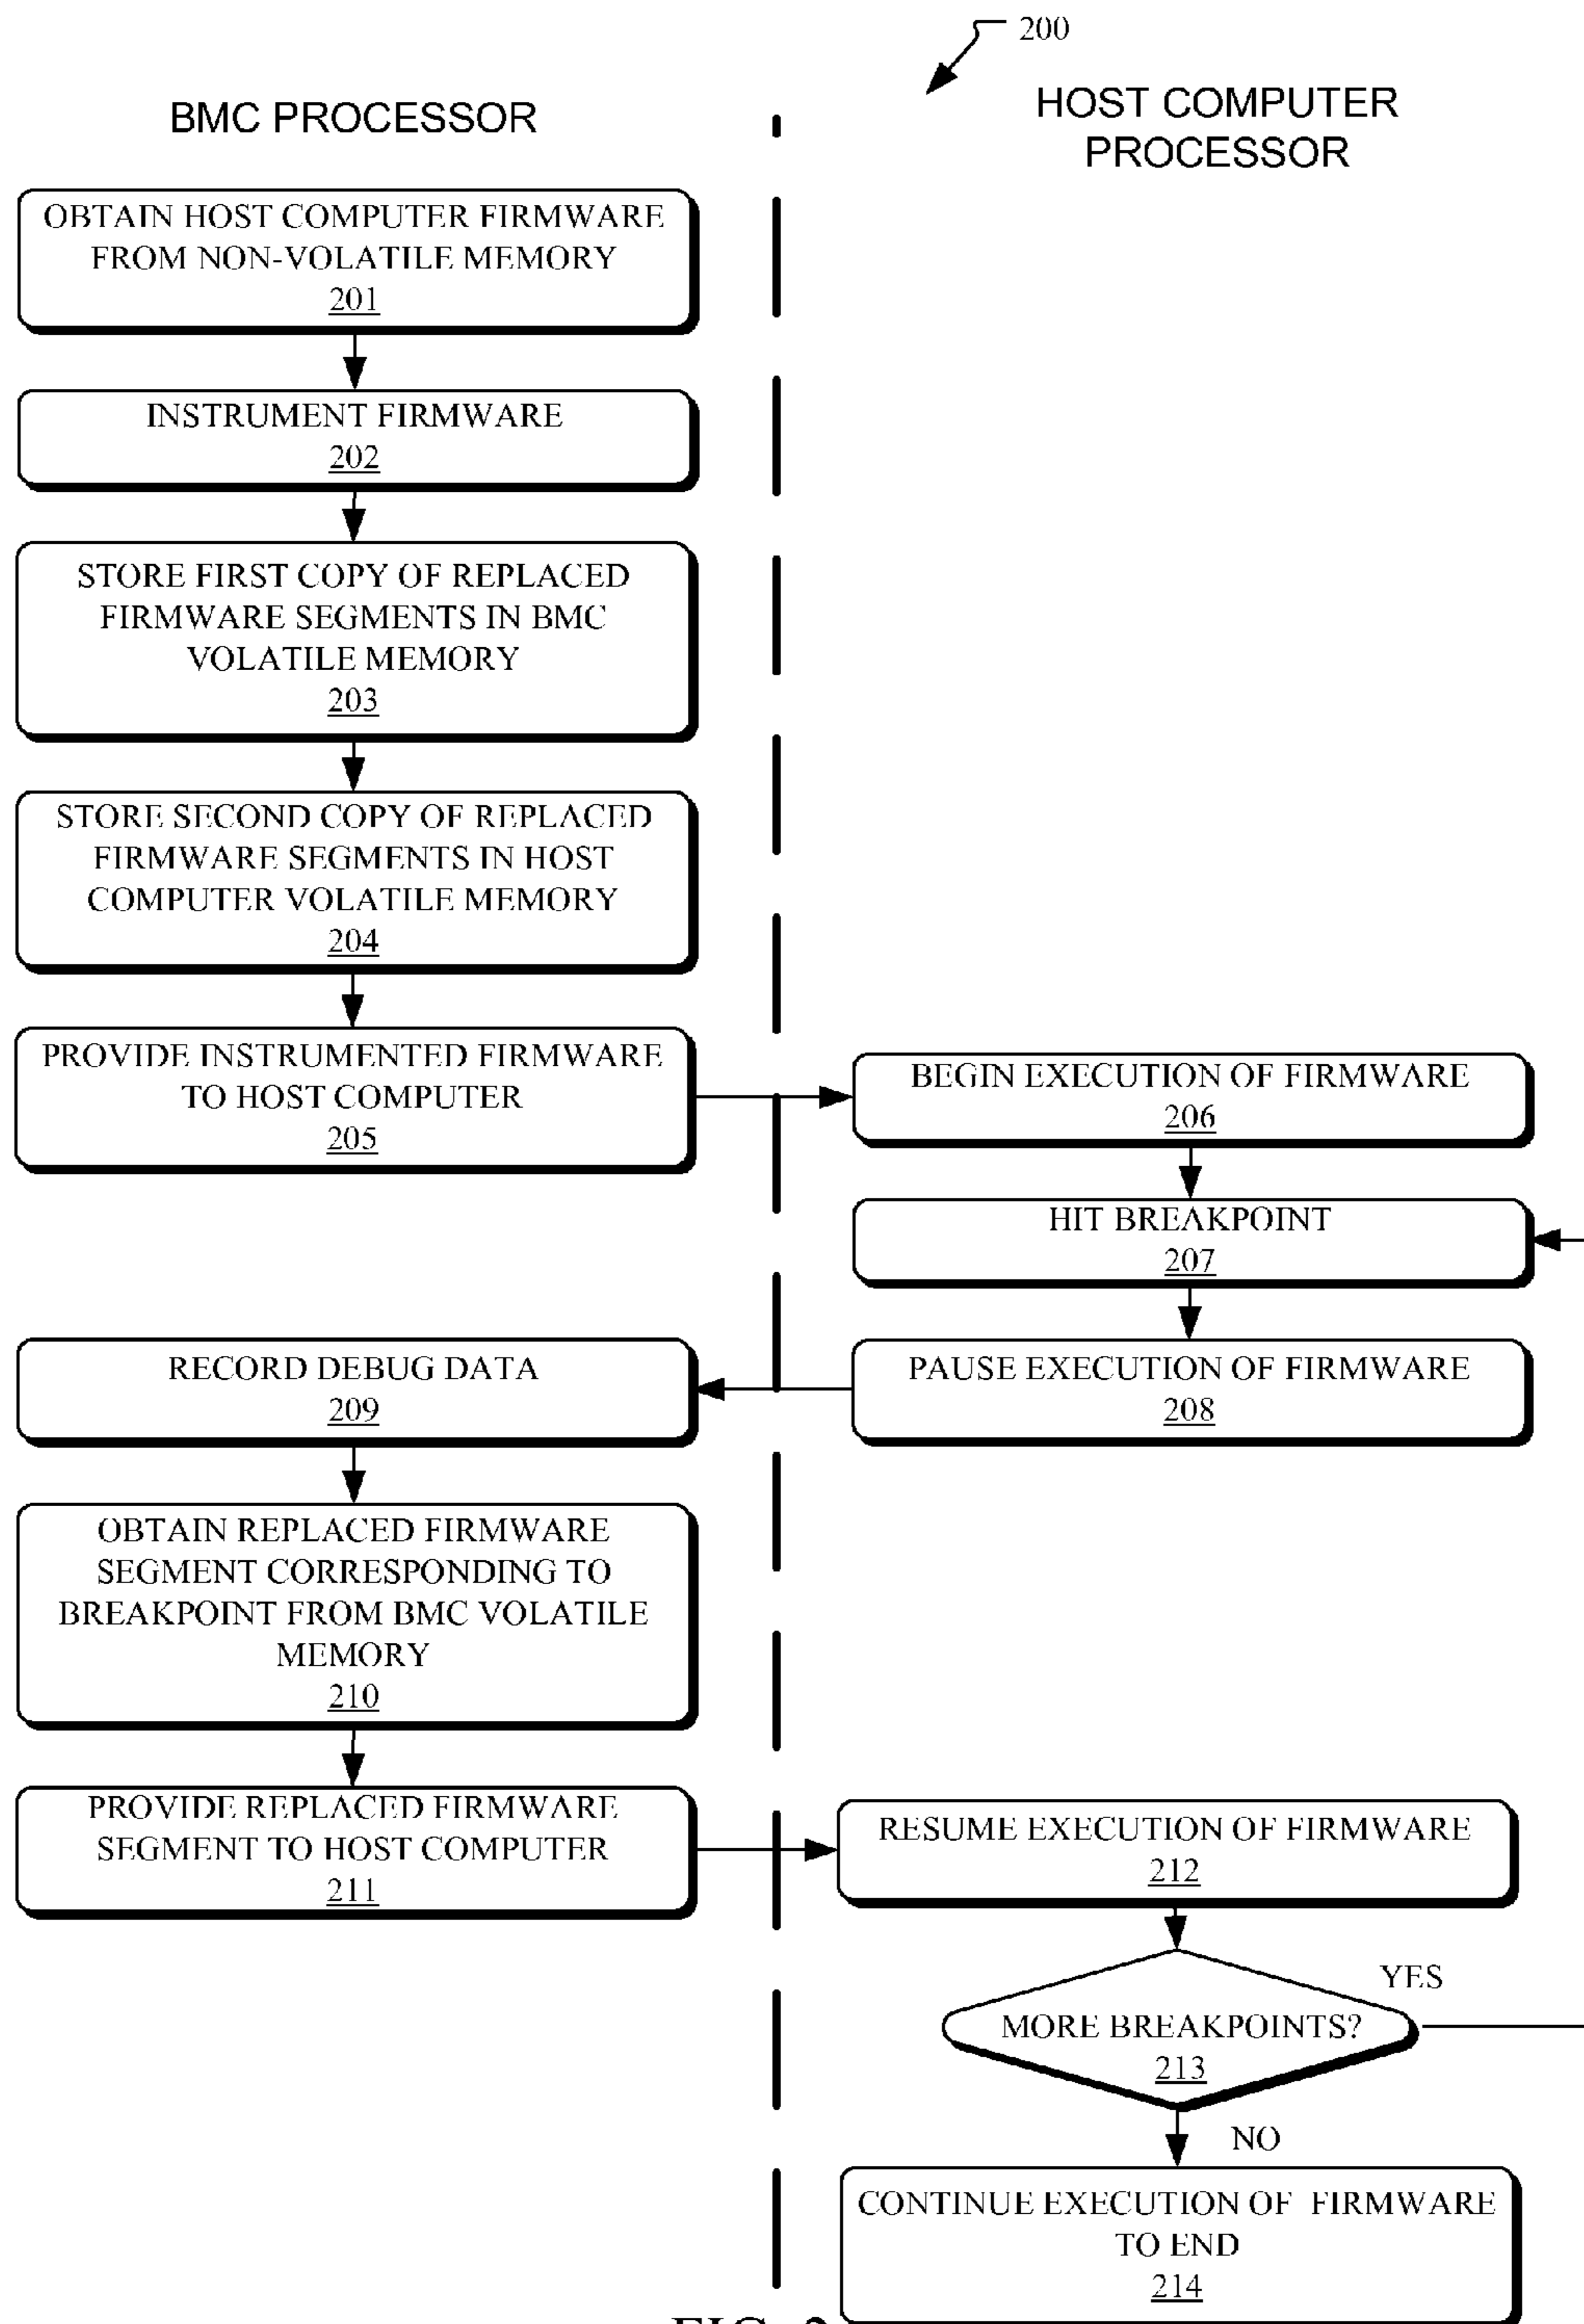 200
BMC PROCESSOR
HOST COMPUTER
PROCESSOR
OBTAIN HOST COMPUTER FIRMWARE
FROM NON-VOLATILE MEMORY
201
INSTRUMENT FIRMWARE
202
STORE FIRST COPY OF REPLACED
FIRMWARE SEGMENTS IN BMC
VOLATILE MEMORY
203
STORE SECOND COPY OF REPLACED
FIRMWARE SEGMENTS IN HOST
COMPUTER VOLATILE MEMORY
204
PROVIDE INSTRUMENTED FIRMWARE
TO HOST COMPUTER
205
BEGIN EXECUTION OF FIRMWARE
206
HIT BREAKPOINT
207
PAUSE EXECUTION OF FIRMWARE
208
RECORD DEBUG DATA
209
OBTAIN REPLACED FIRMWARE
SEGMENT CORRESPONDING TO
BREAKPOINT FROM BMC VOLATILE
MEMORY
210
PROVIDE REPLACED FIRMWARE
SEGMENT TO HOST COMPUTER
211
RESUME EXECUTION OF FIRMWARE
212
YES
MORE BREAKPOINTS?
213
NO
CONTINUE EXECUTION OF FIRMWARE
TO END
214